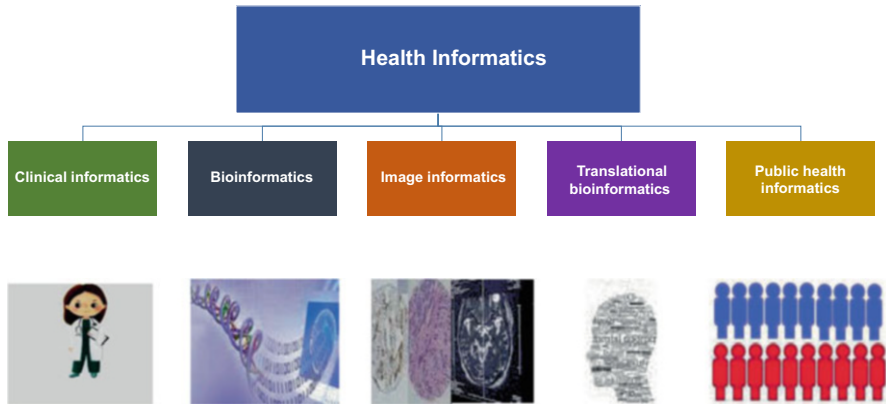 Health Informatics
Clinical informatics
Bioinformatics
Image informatics
Translational
bioinformatics
Public health
informatics